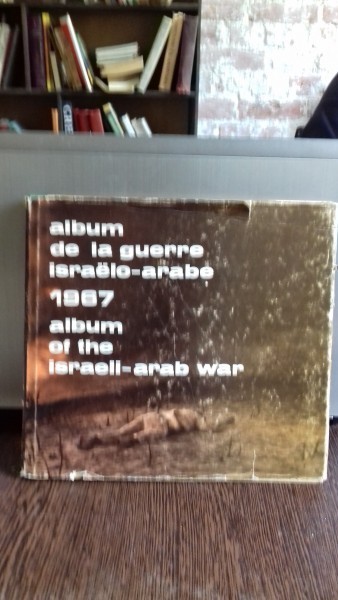 album
de la guerre
israëlo-arabe
1967
album
of the
israeli-arab war